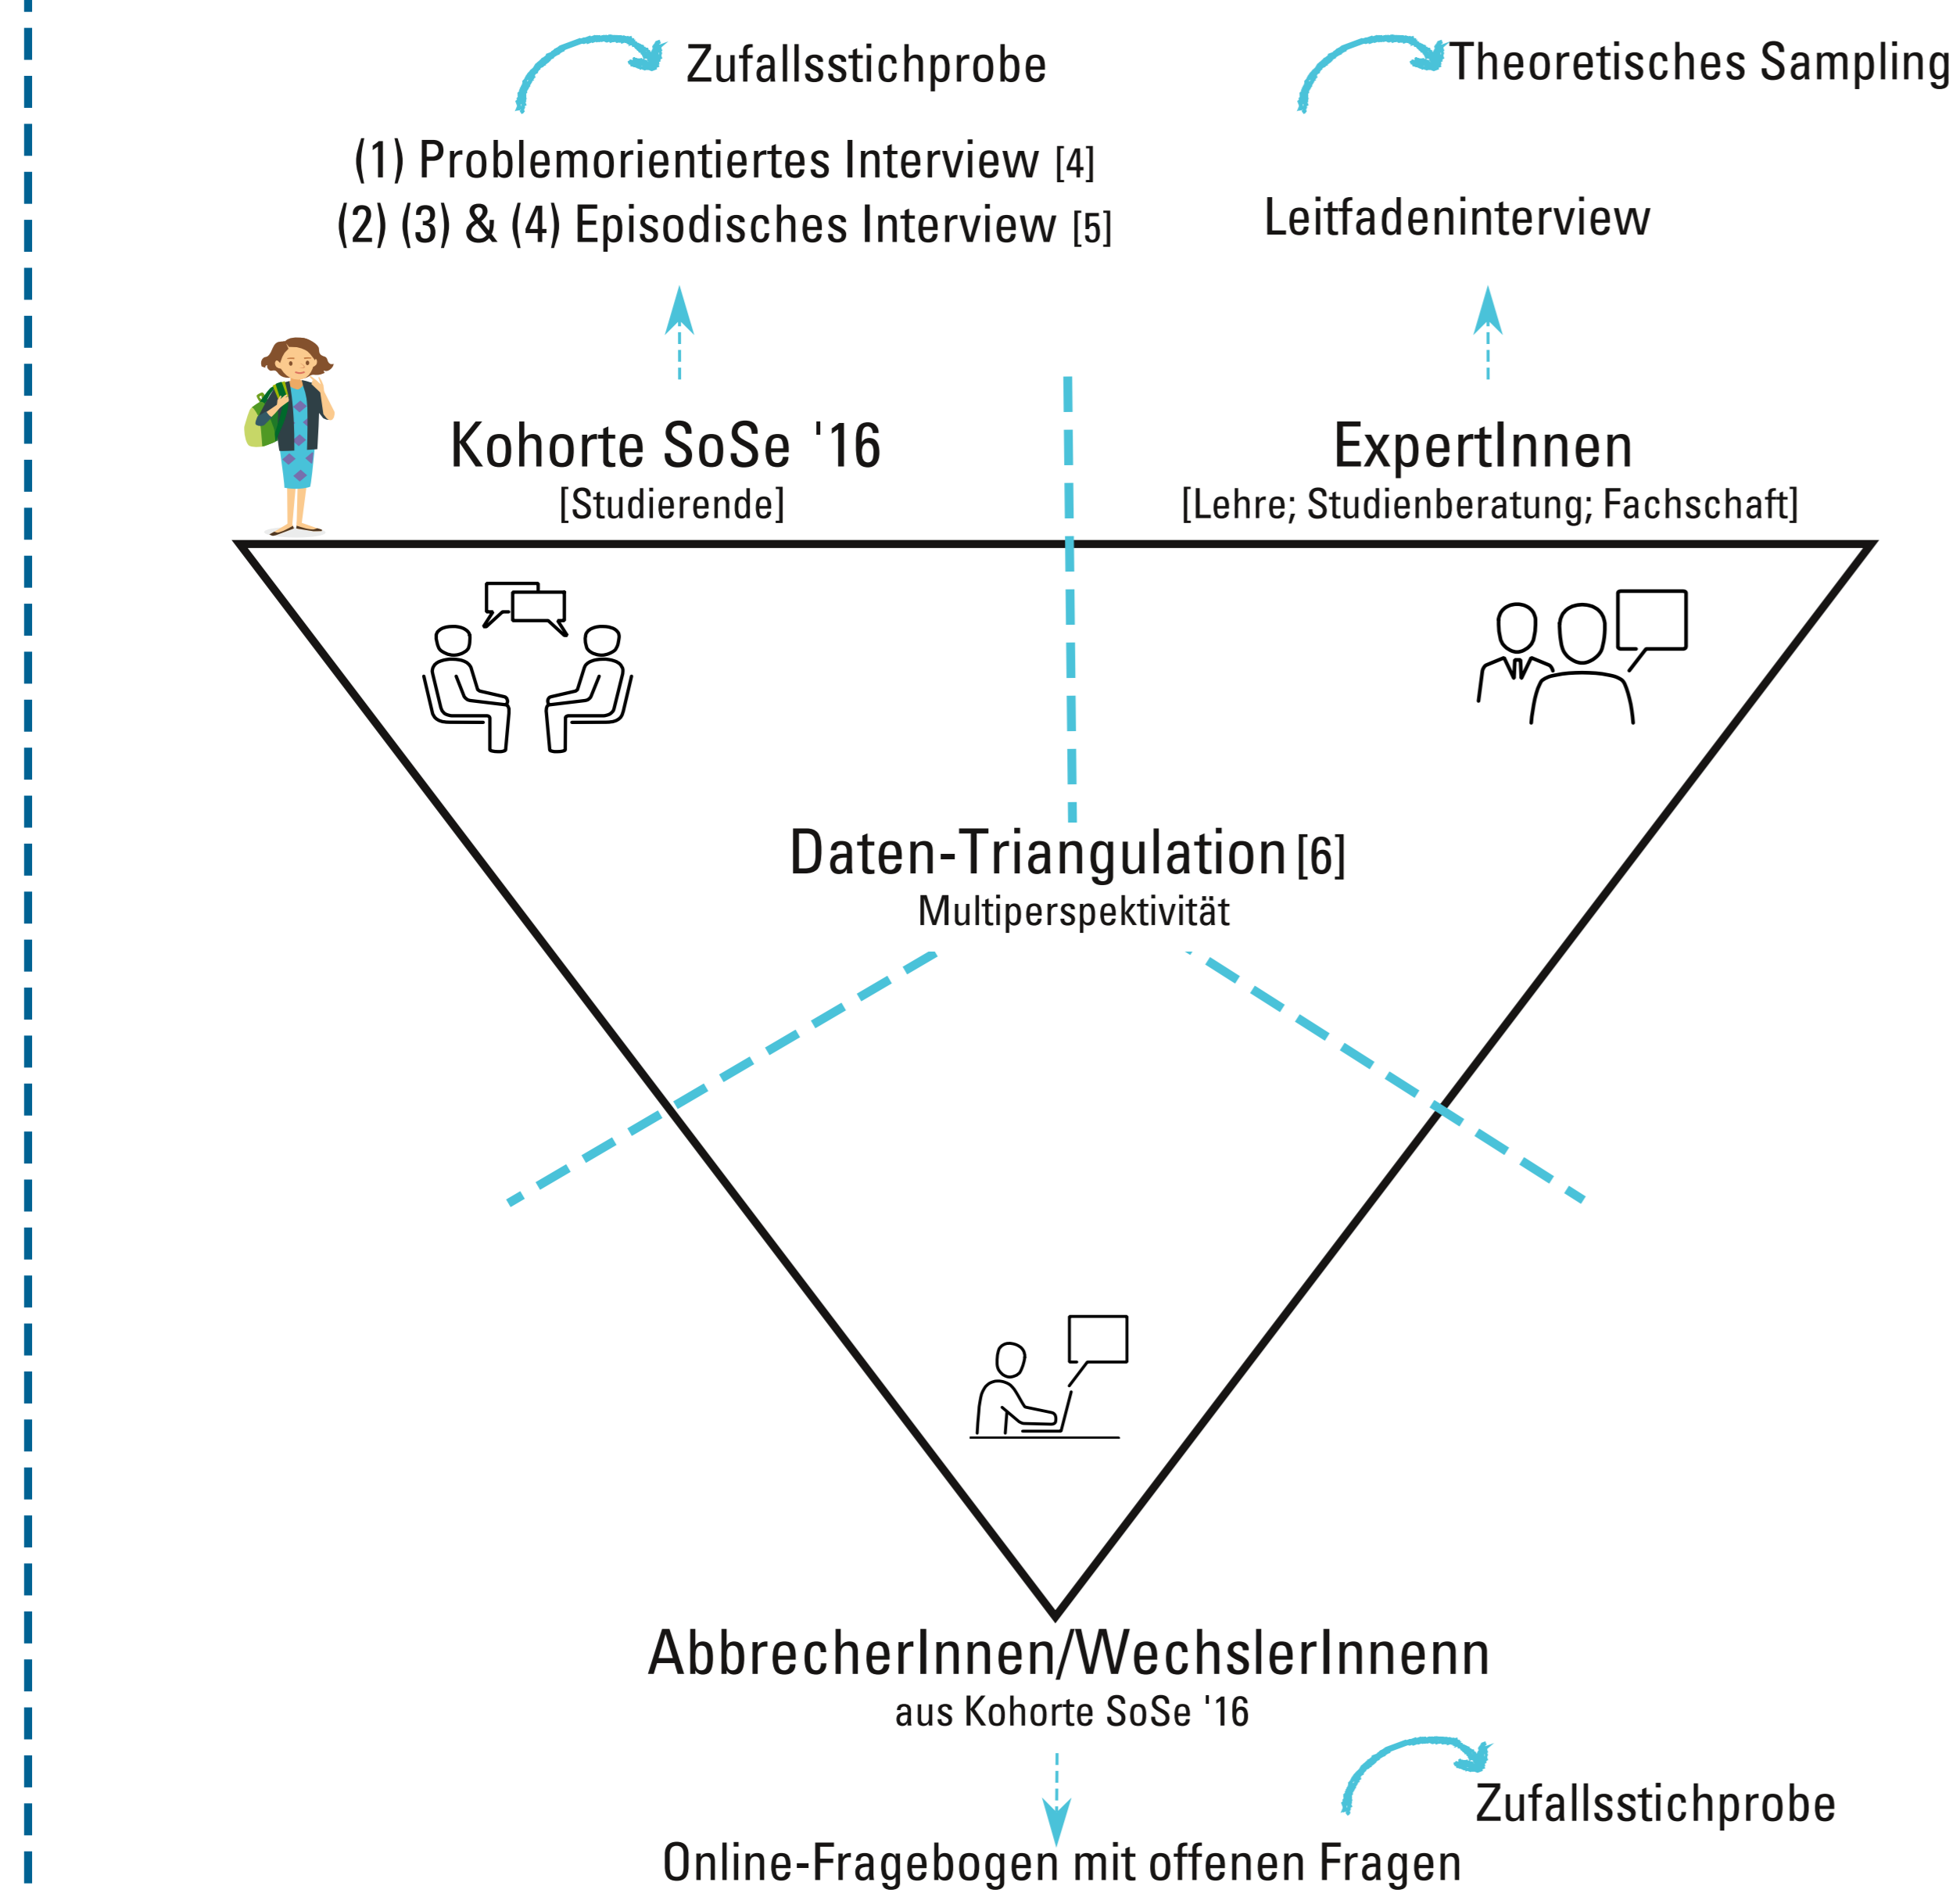 Zufallsstichprobe
(1) Problemorientiertes Interview [4]
(2) (3) & (4) Episodisches Interview [5]
Theoretisches Sampling
Leitfadeninterview
Kohorte SoSe '16
[Studierende]
ExpertInnen
[Lehre; Studienberatung; Fachschaft]
Daten-Triangulation [6]
Multiperspektivität
AbbrecherInnen/WechslerInnenn
aus Kohorte SoSe '16
Zufallsstichprobe
Online-Fragebogen mit offenen Fragen